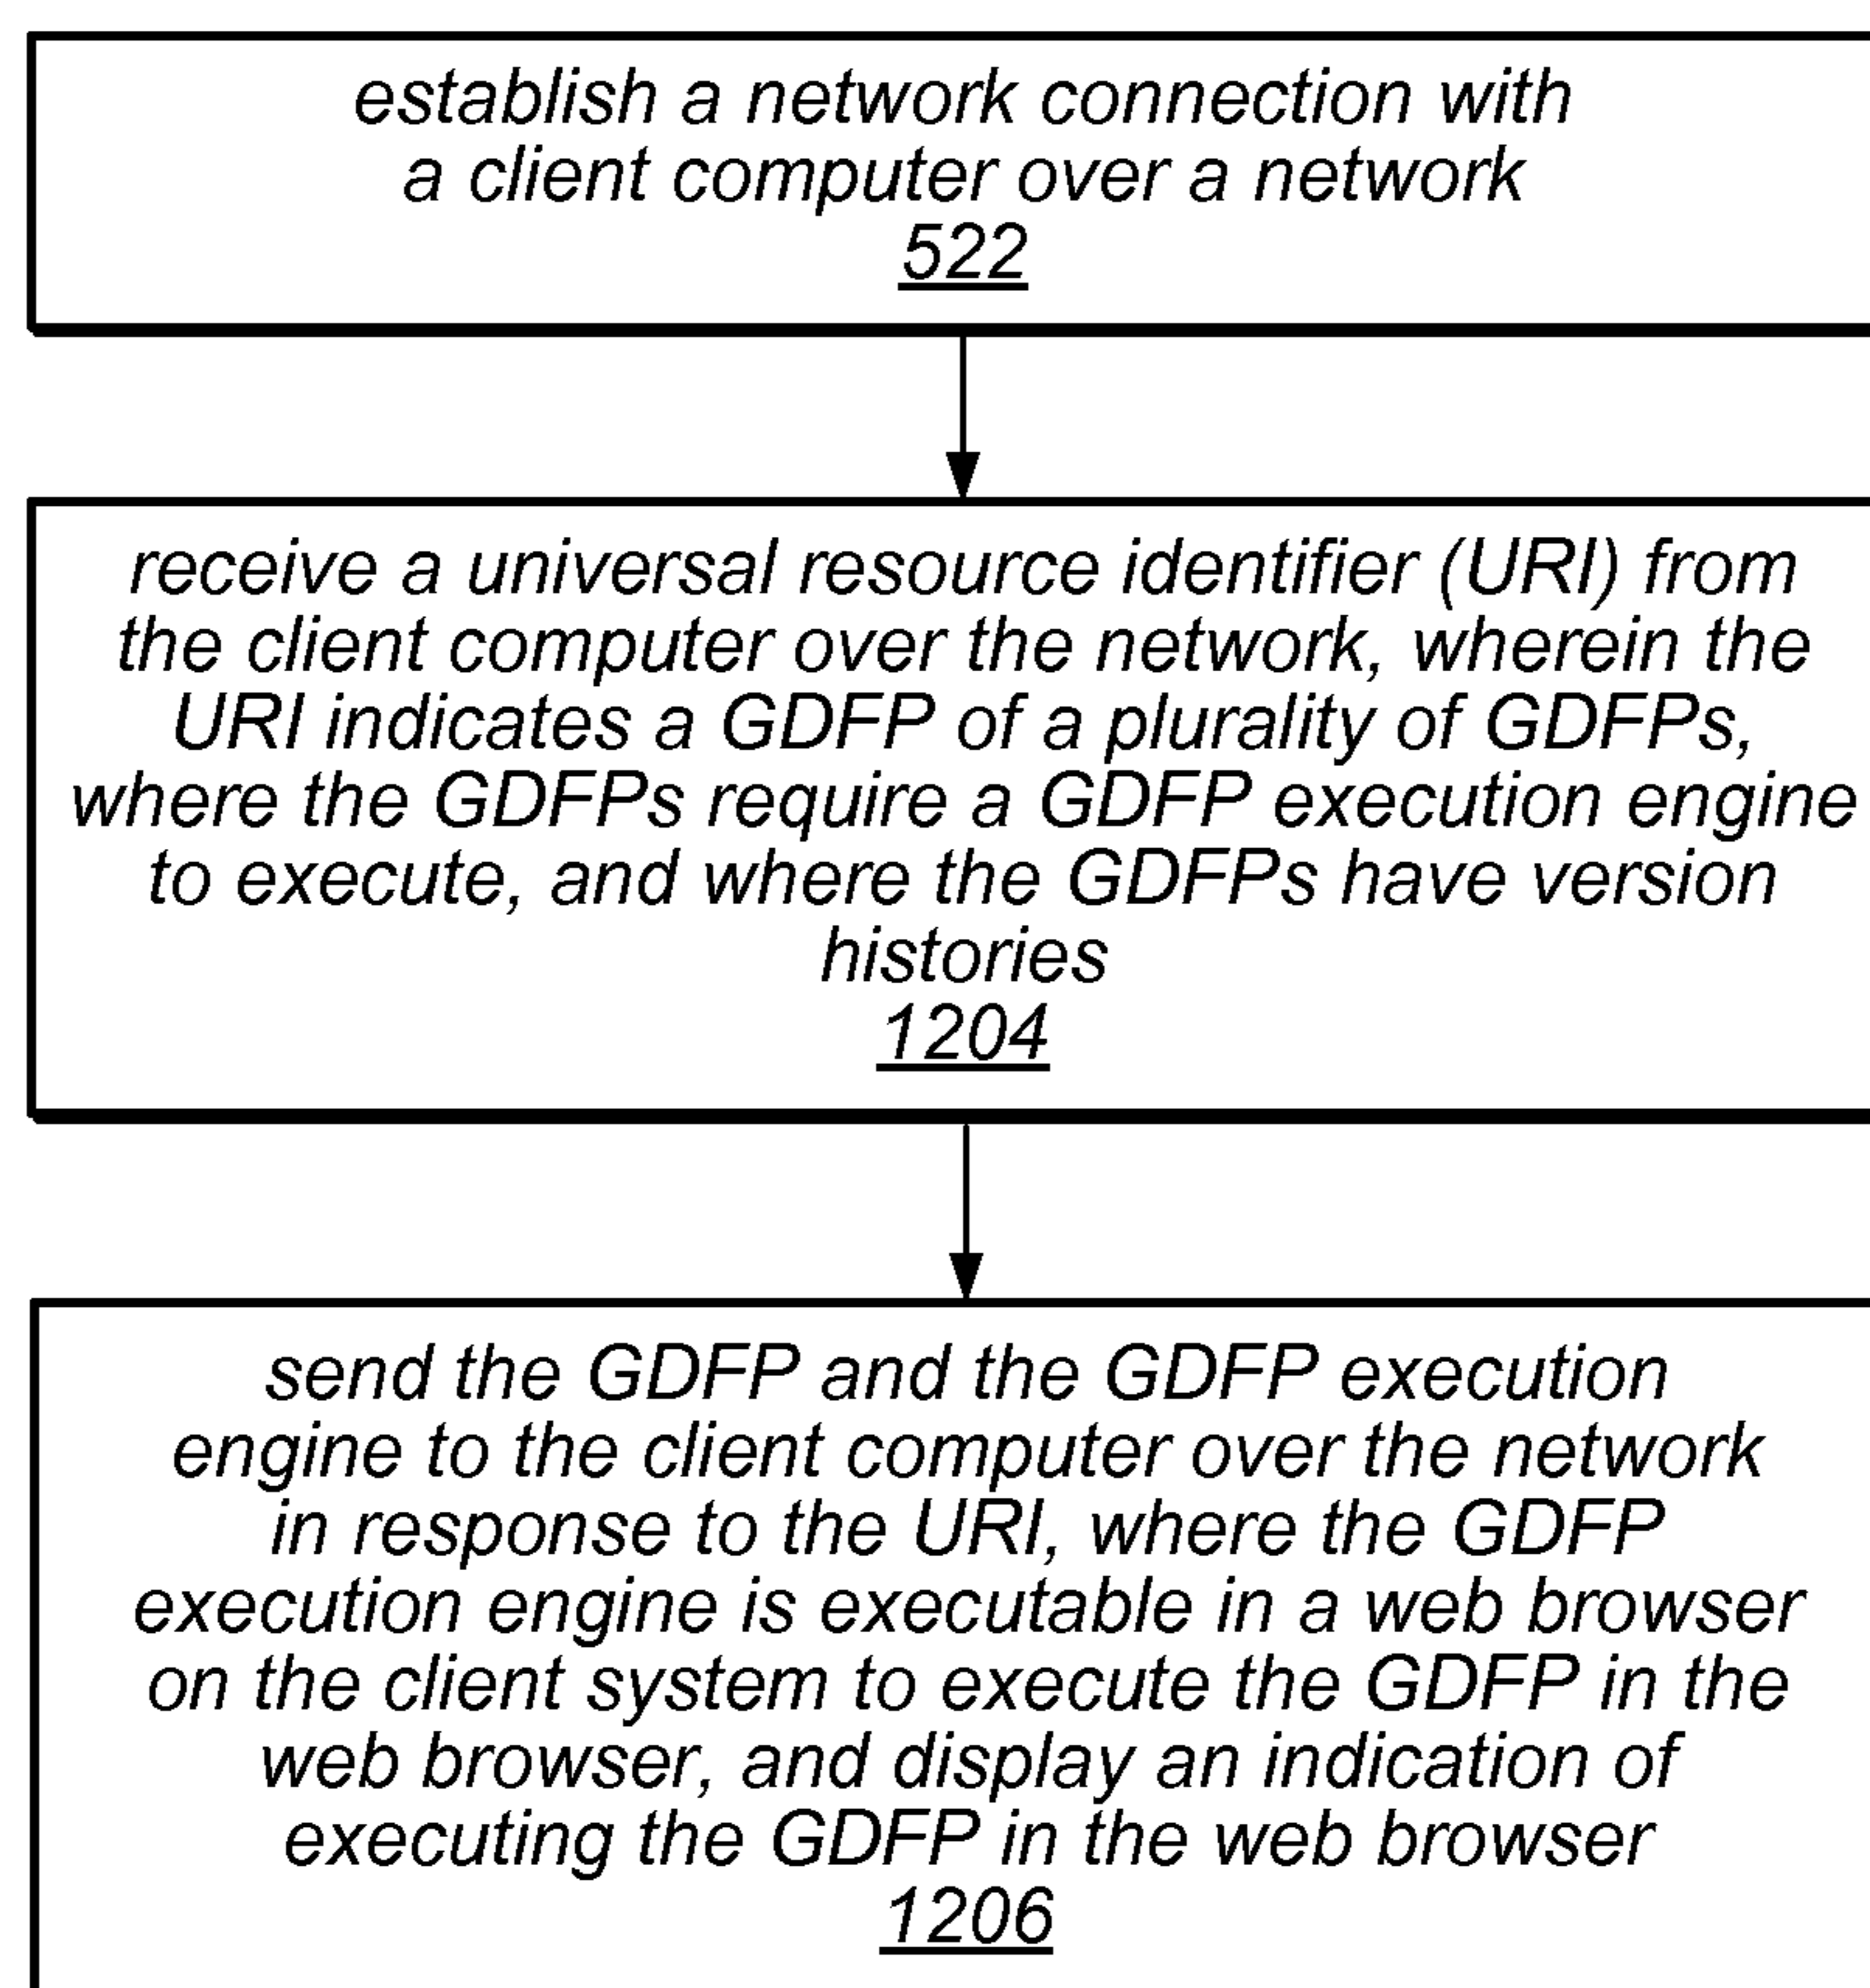 establish a network connection with
a client computer over a network
522
receive a universal resource identifier (URI) from
the client computer over the network, wherein the
URI indicates a GDFP of a plurality of GDFPs,
where the GDFPs require a GDFP execution engine
to execute, and where the GDFPs have version
histories
1204
send the GDFP and the GDFP execution
engine to the client computer over the network
in response to the URI, where the GDFP
execution engine is executable in a web browser
on the client system to execute the GDFP in the
web browser, and display an indication of
executing the GDFP in the web browser
1206